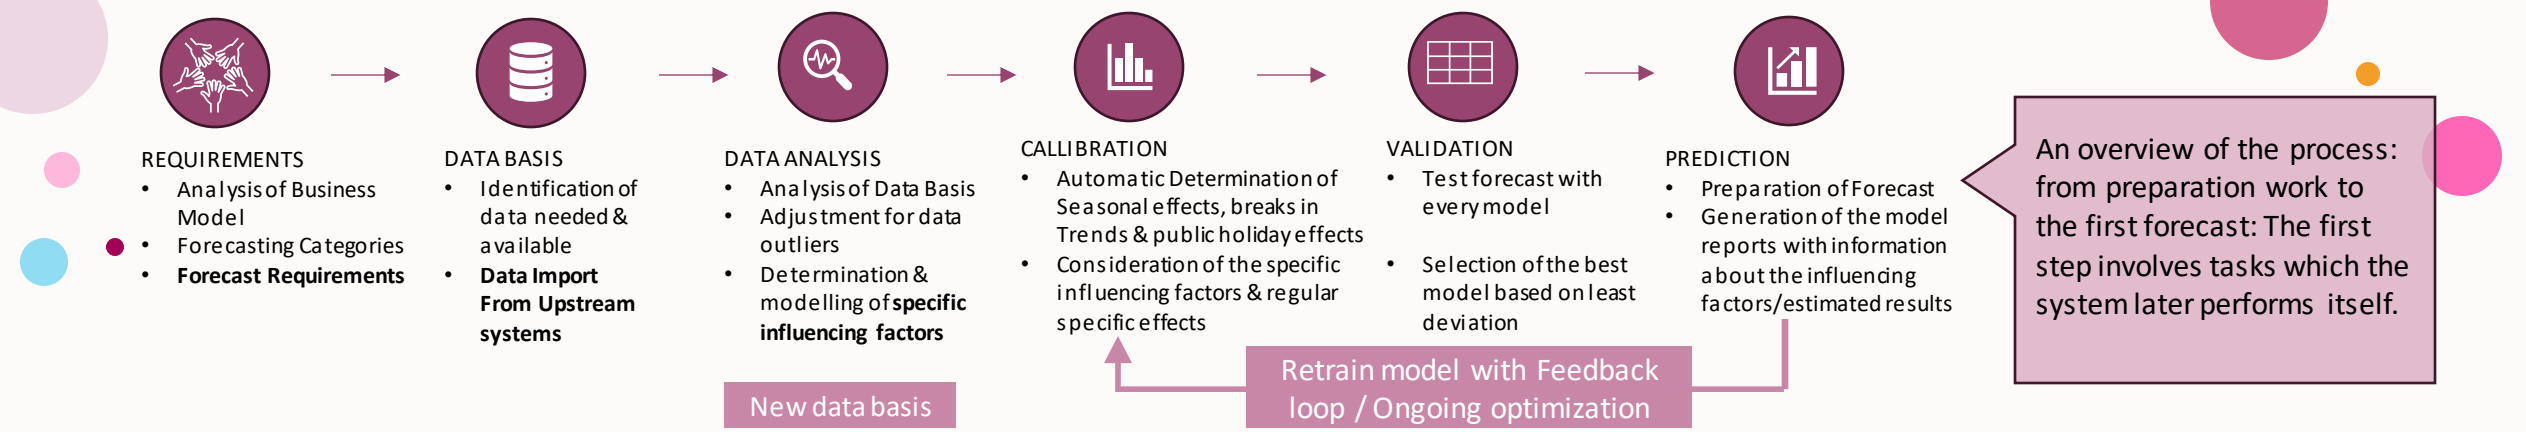 REQUIREMENTS
• Analysis of Business
Model
• Forecasting Categories
• Forecast Requirements
DATA BASIS
• Identification of
data needed &
available
• Data Import
From Upstream
systems
DATA ANALYSIS
• Analysis of Data Basis
• Adjustment for data
outliers
• Determination &
modelling of specific
influencing factors
New data basis
CALLIBRATION
• Automatic Determination of
Seasonal effects, breaks in
Trends & public holiday effects
• Consideration of the specific
influencing factors & regular
specific effects
VALIDATION
• Test forecast with
every model
• Selection of the best
model based on least
deviation
PREDICTION
• Preparation of Forecast
• Generation of the model
reports with information
about the influencing
factors/estimated results
Retrain model with Feedback
loop / Ongoing optimization
An overview of the process:
from preparation work to
the first forecast: The first
step involves tasks which the
system later performs itself.